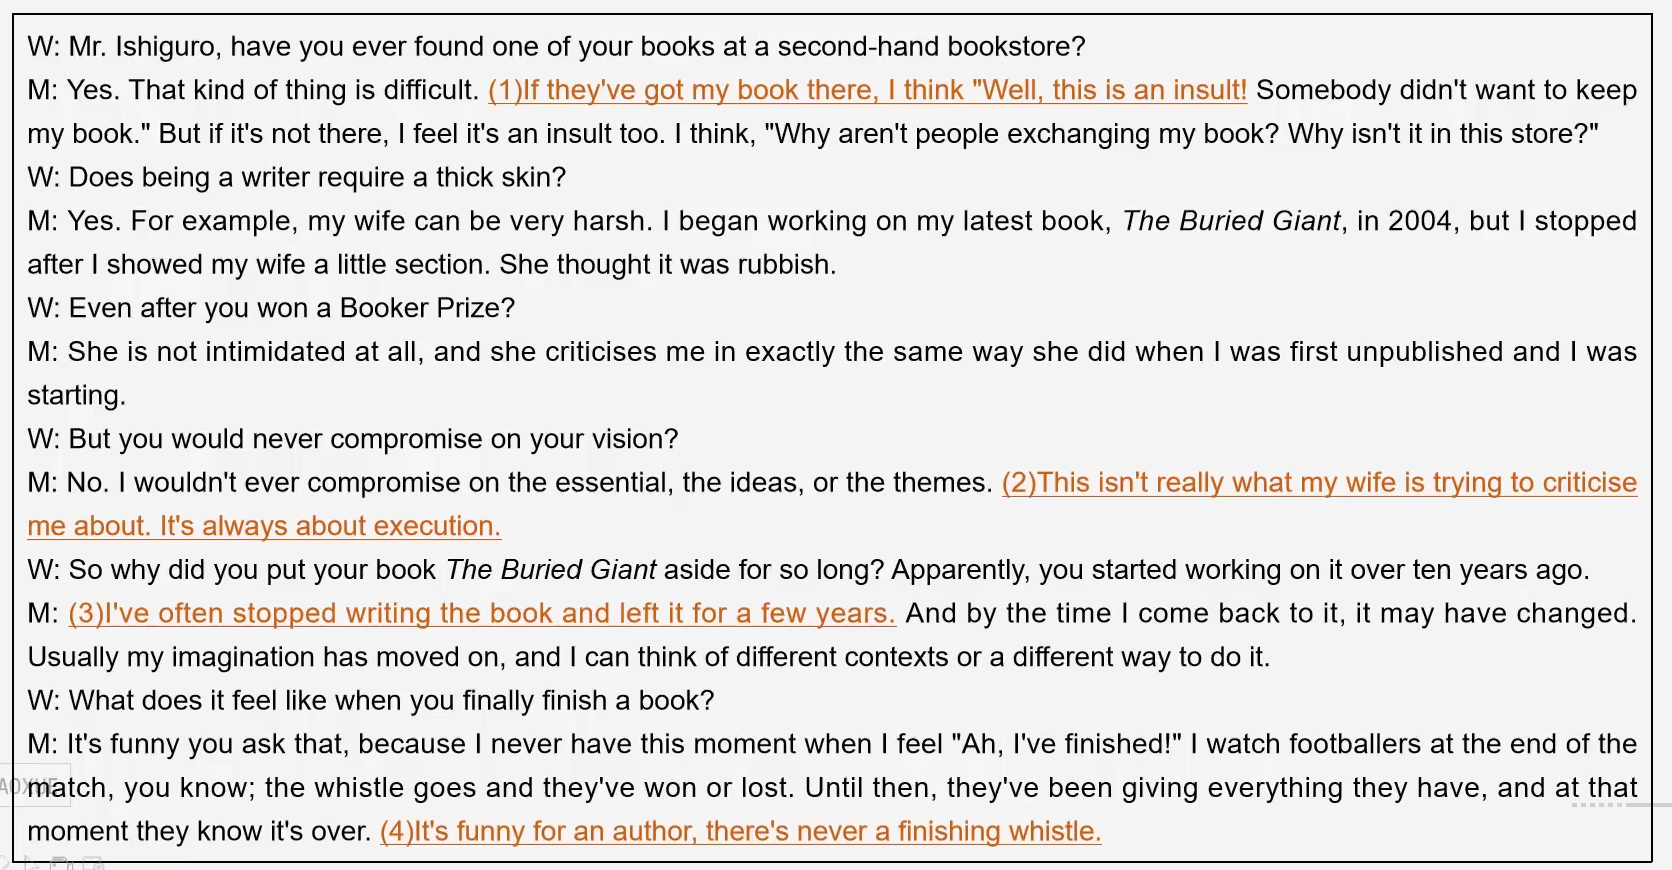 W: Mr. Ishiguro, have you ever found one of your books at a second-hand bookstore?
M: Yes. That kind of thing is difficult. (1)If they've got my book there, I think "Well, this is an insult! Somebody didn't want to keep
my book." But if it's not there, I feel it's an insult too. I think, "Why aren't people exchanging my book? Why isn't it in this store?"
W: Does being a writer require a thick skin?
M: Yes. For example, my wife can be very harsh. I began working on my latest book, The Buried Giant, in 2004, but I stopped
after I showed my wife a little section. She thought it was rubbish.
W: Even after you won a Booker Prize?
M: She is not intimidated at all, and she criticises me in exactly the same way she did when I was first unpublished and I was
starting.
W: But you would never compromise on your vision?
M: No. I wouldn't ever compromise on the essential, the ideas, or the themes. (2)This isn't really what my wife is trying to criticise
me about. It's always about execution.
W: So why did you put your book The Buried Giant aside for so long? Apparently, you started working on it over ten years ago.
M: (3)I've often stopped writing the book and left it for a few years. And by the time I come back to it, it may have changed.
Usually my imagination has moved on, and I can think of different contexts or a different way to do it.
W: What does it feel like when you finally finish a book?
M: It's funny you ask that, because I never have this moment when I feel "Ah, I've finished!" I watch footballers at the end of the
match, you know; the whistle goes and they've won or lost. Until then, they've been giving everything they have, and at that
moment they know it's over. (4)It's funny for an author, there's never a finishing whistle.